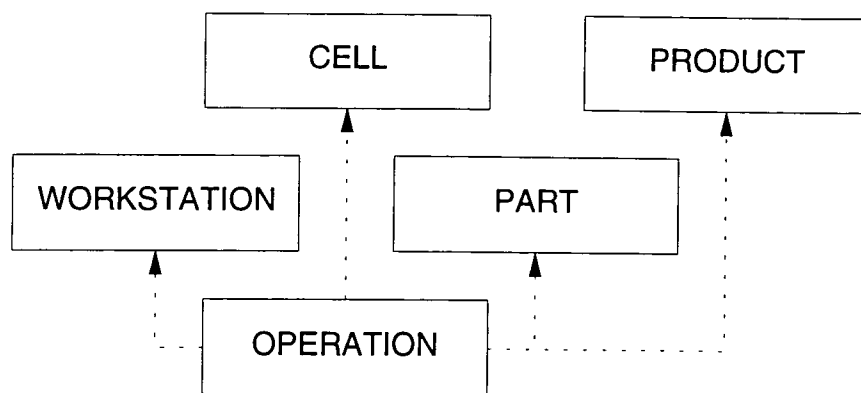 CELL
PRODUCT
WORKSTATION
PART
OPERATION